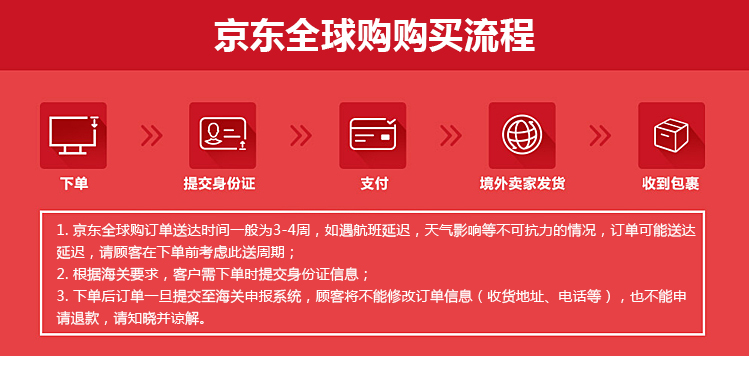 京东全球购购买流程
下单
提交身份证
支付
境外卖家发货
收到包裹
1. 京东全球购订单送达时间一般为3-4周，如遇航班延迟，天气影响等不可抗力的情况，订单可能送达
延迟，请顾客在下单前考虑此送周期；
2. 根据海关要求，客户需下单时提交身份证信息；
3. 下单后订单一旦提交至海关申报系统，顾客将不能修改订单信息（收货地址、电话等），也不能申
请退款，请知晓并谅解。